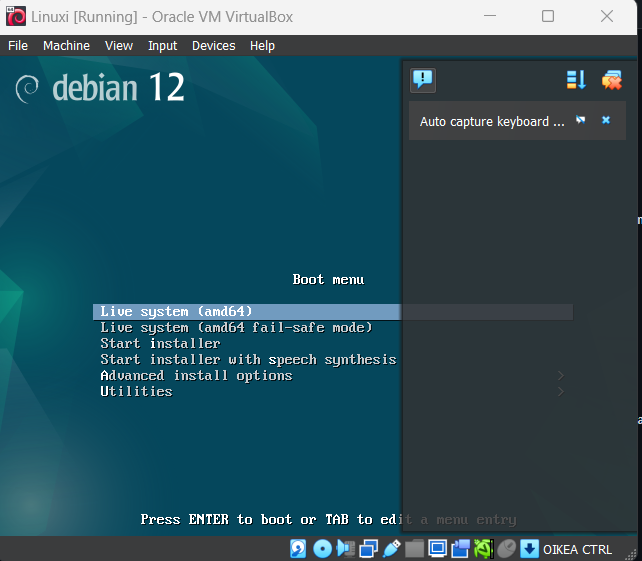 Linuxi [Running] - Oracle VM VirtualBox
File Machine View Input Devices Help
debian 12
Auto capture keyboard ...
Boot menu
Live system (amd64)
Live system (amd64 fail-safe mode)
Start installer
Start installer with speech synthesis
Advanced install options >
Utilities >
Press ENTER to boot or TAB to edit a menu entry
OIKEA CTRL